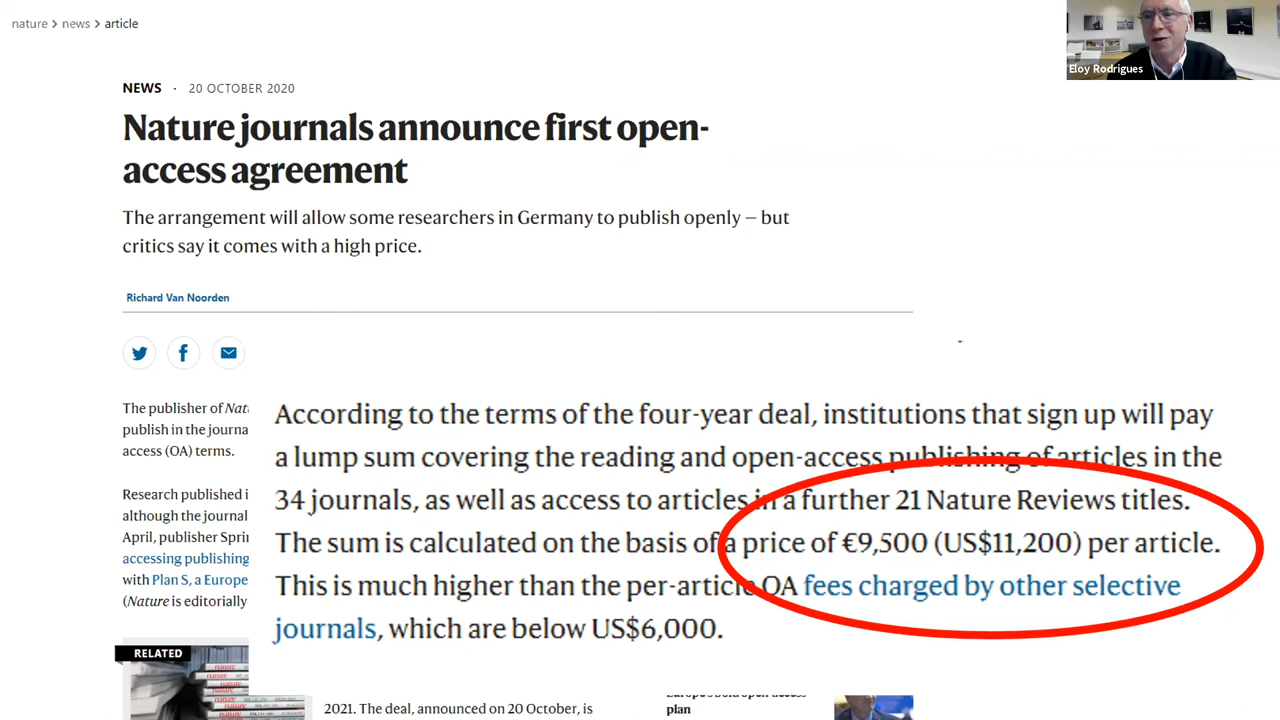 nature > news > article
Eloy Rodrigues
NEWS · 20 OCTOBER 2020
Nature journals announce first open-
access agreement
The arrangement will allow some researchers in Germany to publish openly — but
critics say it comes with a high price.
Richard Van Noorden
The publisher of
publish in the journa
access (OA) terms.
Research published i
although the journal
April, publisher Sprin
accessing publishing
with Plan S, a Europe
(Nature is editorially
According to the terms of the four-year deal, institutions that sign up will pay
a lump sum covering the reading and open-access publishing of articles in the
34 journals, as well as access to articles in a further 21 Nature Reviews titles.
The sum is calculated on the basis of a price of €9,500 (US$11,200) per article.
This is much higher than the per-article OA fees charged by other selective
journals, which are below US$6,000.
RELATED
nature
nature
nature
nature
2021. The deal, announced on 20 October, is
plan